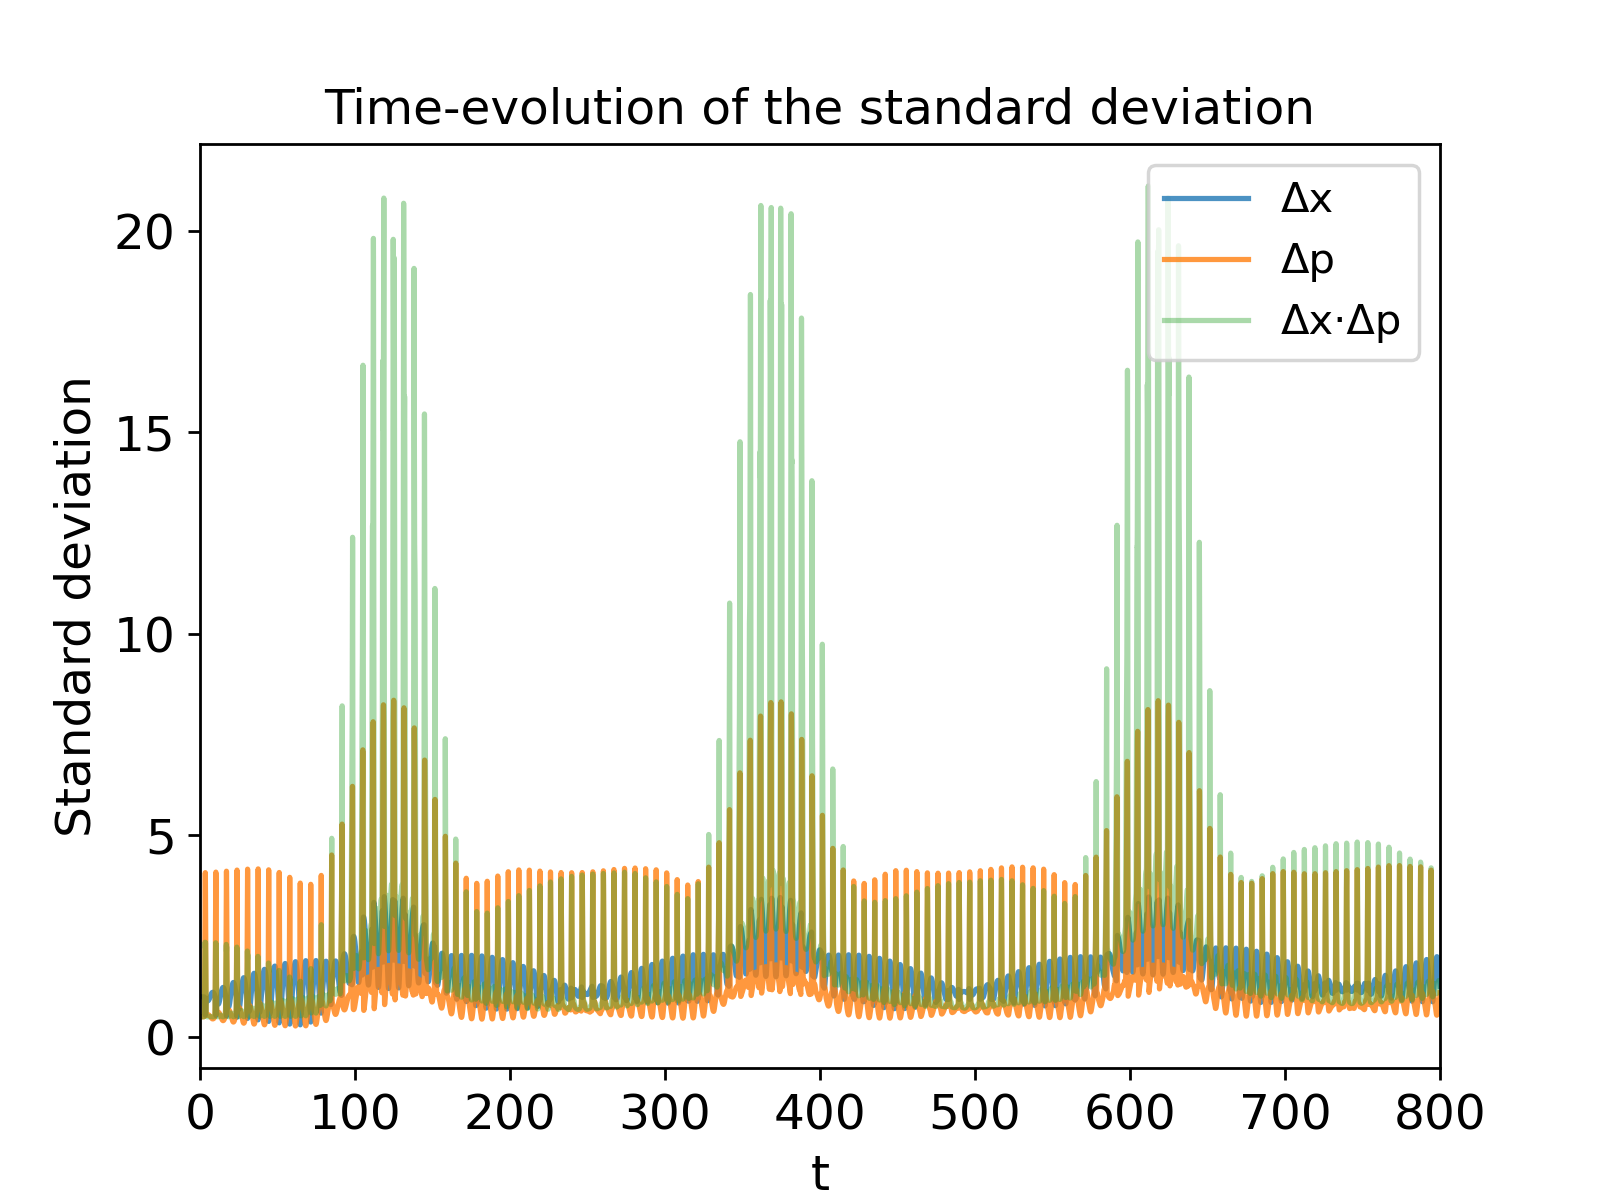 Time-evolution of the standard deviation
Δx
Δp
Δx·Δp
Standard deviation
20
15
10
5
0
0 100 200 300 400 500 600 700 800
t